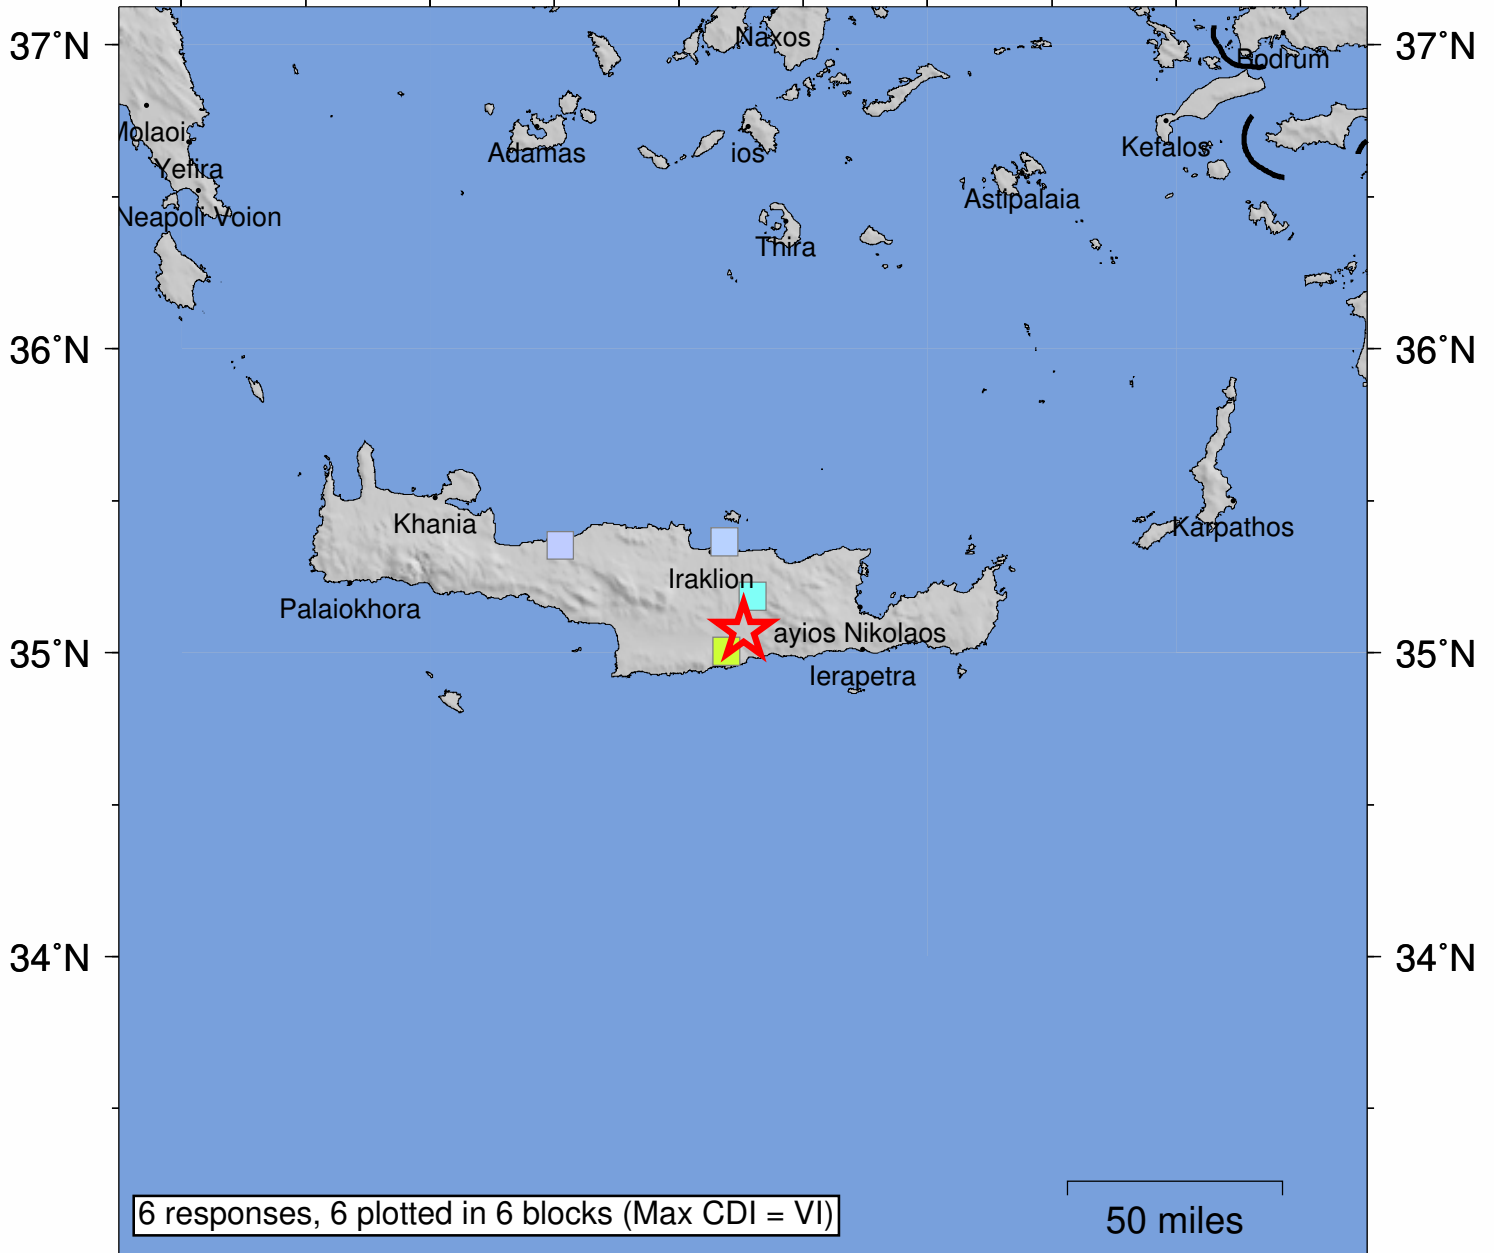 37°N
37°N
Naxos
Bodrum
Molaoi
Adamas
ios
Kefalos
Yefira
Astipalaia
Neapoli Voion
Thira
36°N
36°N
Khania
Karpathos
Iraklion
Palaiokhora
ayios Nikolaos
35°N
35°N
Ierapetra
34°N
34°N
6 responses, 6 plotted in 6 blocks (Max CDI = VI)
50 miles